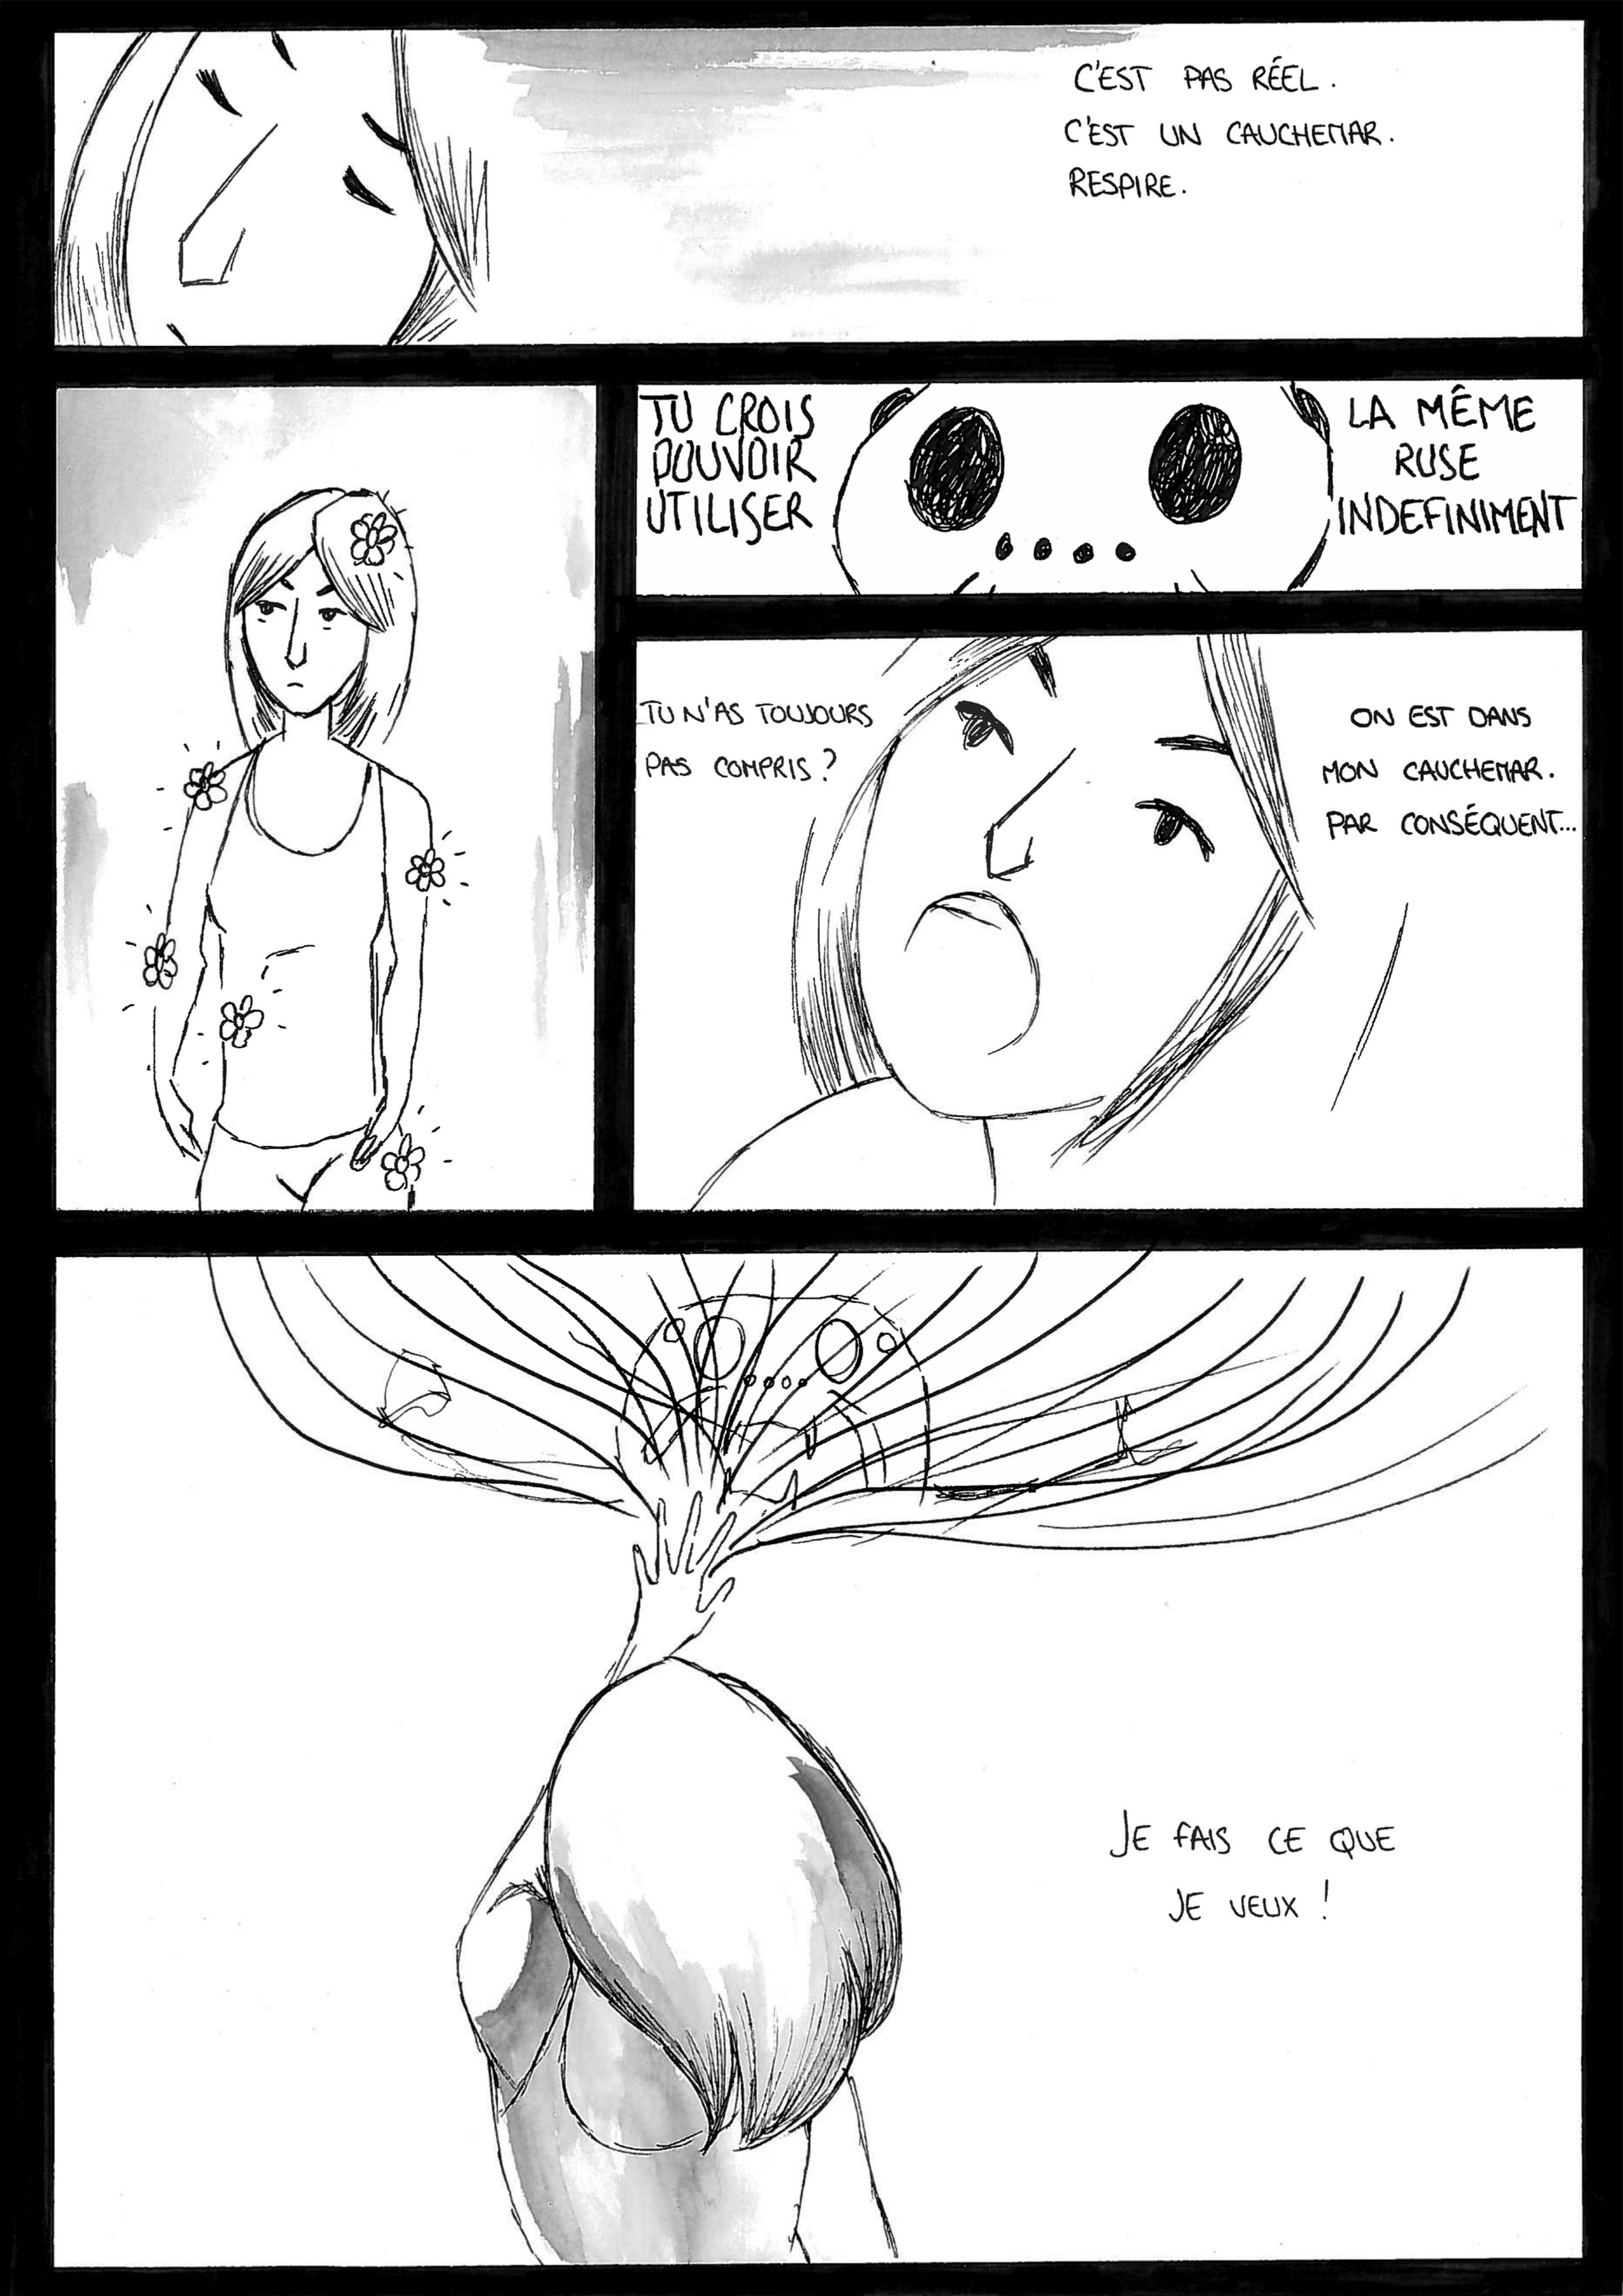 C'EST PAS RÉEL.
C'EST UN CAUCHEMAR.
RESPIRE.
TU CROIS
POUVOIR
UTILISER
LA MÊME
RUSE
INDEFINIMENT
TU N'AS TOUJOURS
PAS COMPRIS ?
ON EST DANS
MON CAUCHEMAR.
PAR CONSÉQUENT...
JE FAIS CE QUE
JE VEUX !